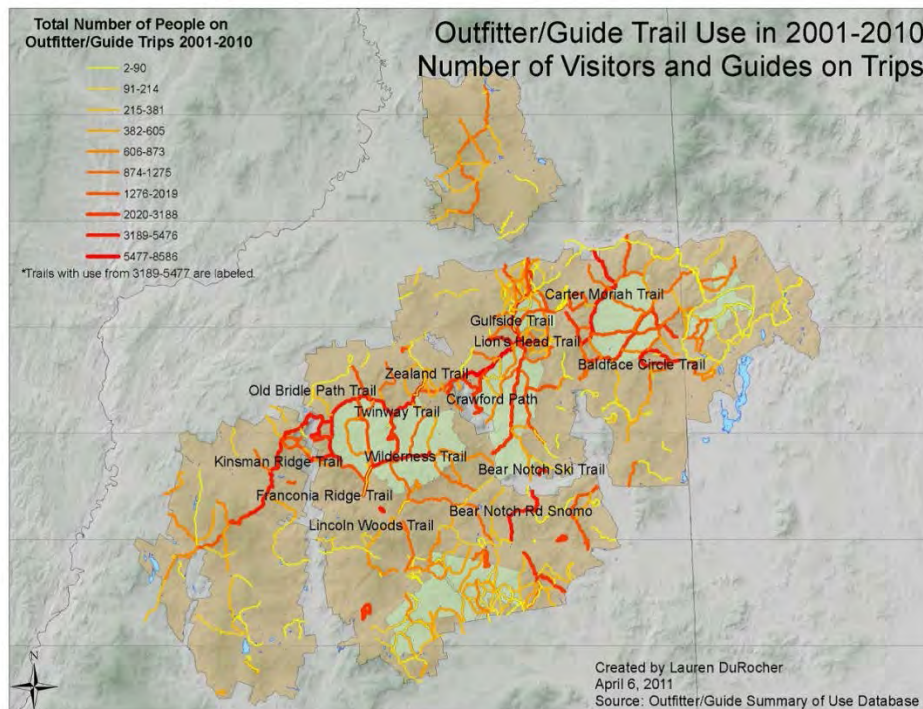 Total Number of People on
Outfitter/Guide Trips 2001-2010
2-90
91-214
215-381
382-605
606-873
874-1275
1276-2019
2020-3188
3189-5476
5477-8586
*Trails with use from 3189-5477 are labeled.
Outfitter/Guide Trail Use in 2001-2010
Number of Visitors and Guides on Trips
Carter Moriah Trail
Gulfside Trail
Lion's Head Trail
Baldface Circle Trail
Zealand Trail
Old Bridle Path Trail
Crawford Path
Twinway Trail
Wilderness Trail
Kinsman Ridge Trail
Bear Notch Ski Trail
Franconia Ridge Trail
Bear Notch Rd Snomo
Lincoln Woods Trail
N
Created by Lauren DuRocher
April 6, 2011
Source: Outfitter/Guide Summary of Use Database